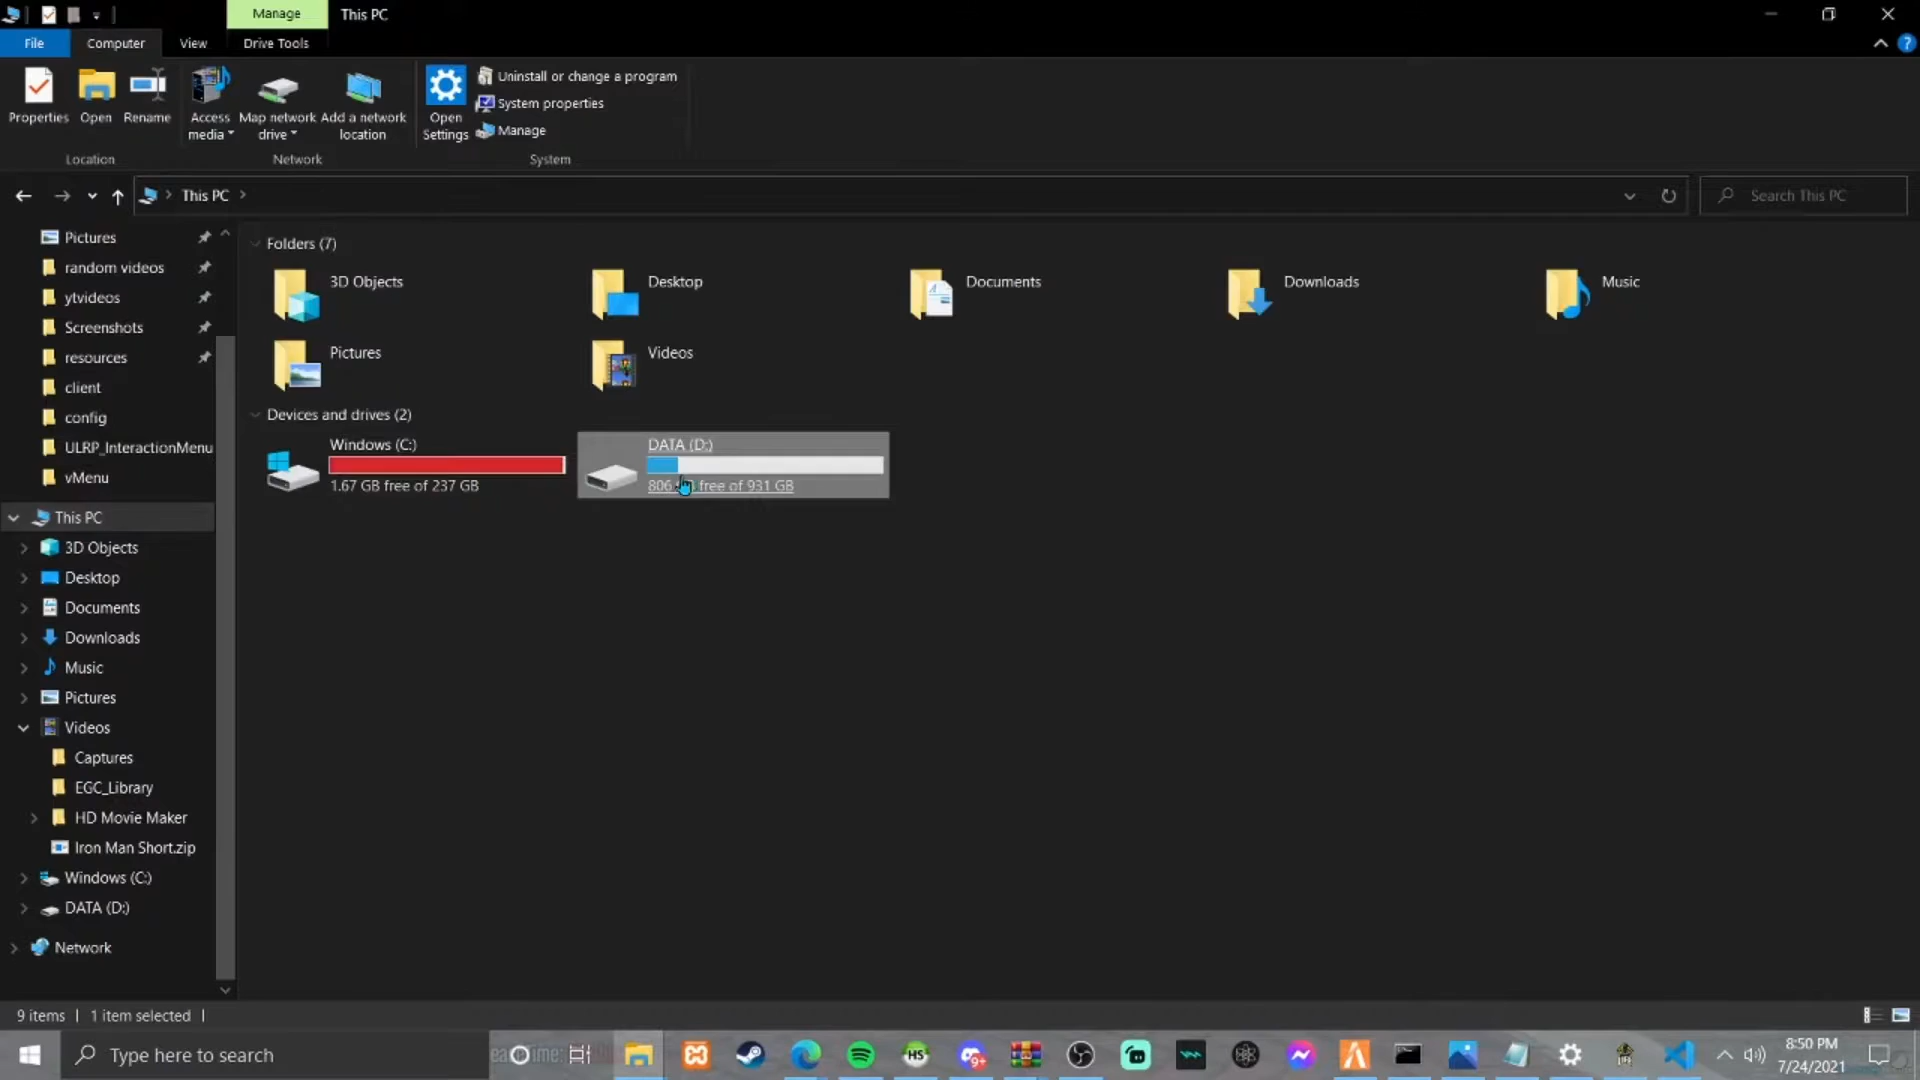 Manage
This PC
File
Computer
View
Drive Tools
Properties
Open
Rename
Access media
Map network drive
Add a network location
Open Settings
Uninstall or change a program
System properties
Manage
Location
Network
System
This PC
Search This PC
Pictures
random videos
ytvideos
Screenshots
resources
client
config
ULRP_InteractionMenu
vMenu
This PC
3D Objects
Desktop
Documents
Downloads
Music
Pictures
Videos
Captures
EGC_Library
HD Movie Maker
Iron Man Short.zip
Windows (C:)
DATA (D:)
Network
Folders (7)
3D Objects
Desktop
Documents
Downloads
Music
Pictures
Videos
Devices and drives (2)
Windows (C:)
1.67 GB free of 237 GB
DATA (D:)
806 free of 931 GB
9 items
1 item selected
Type here to search
HS
8:50 PM
7/24/2021